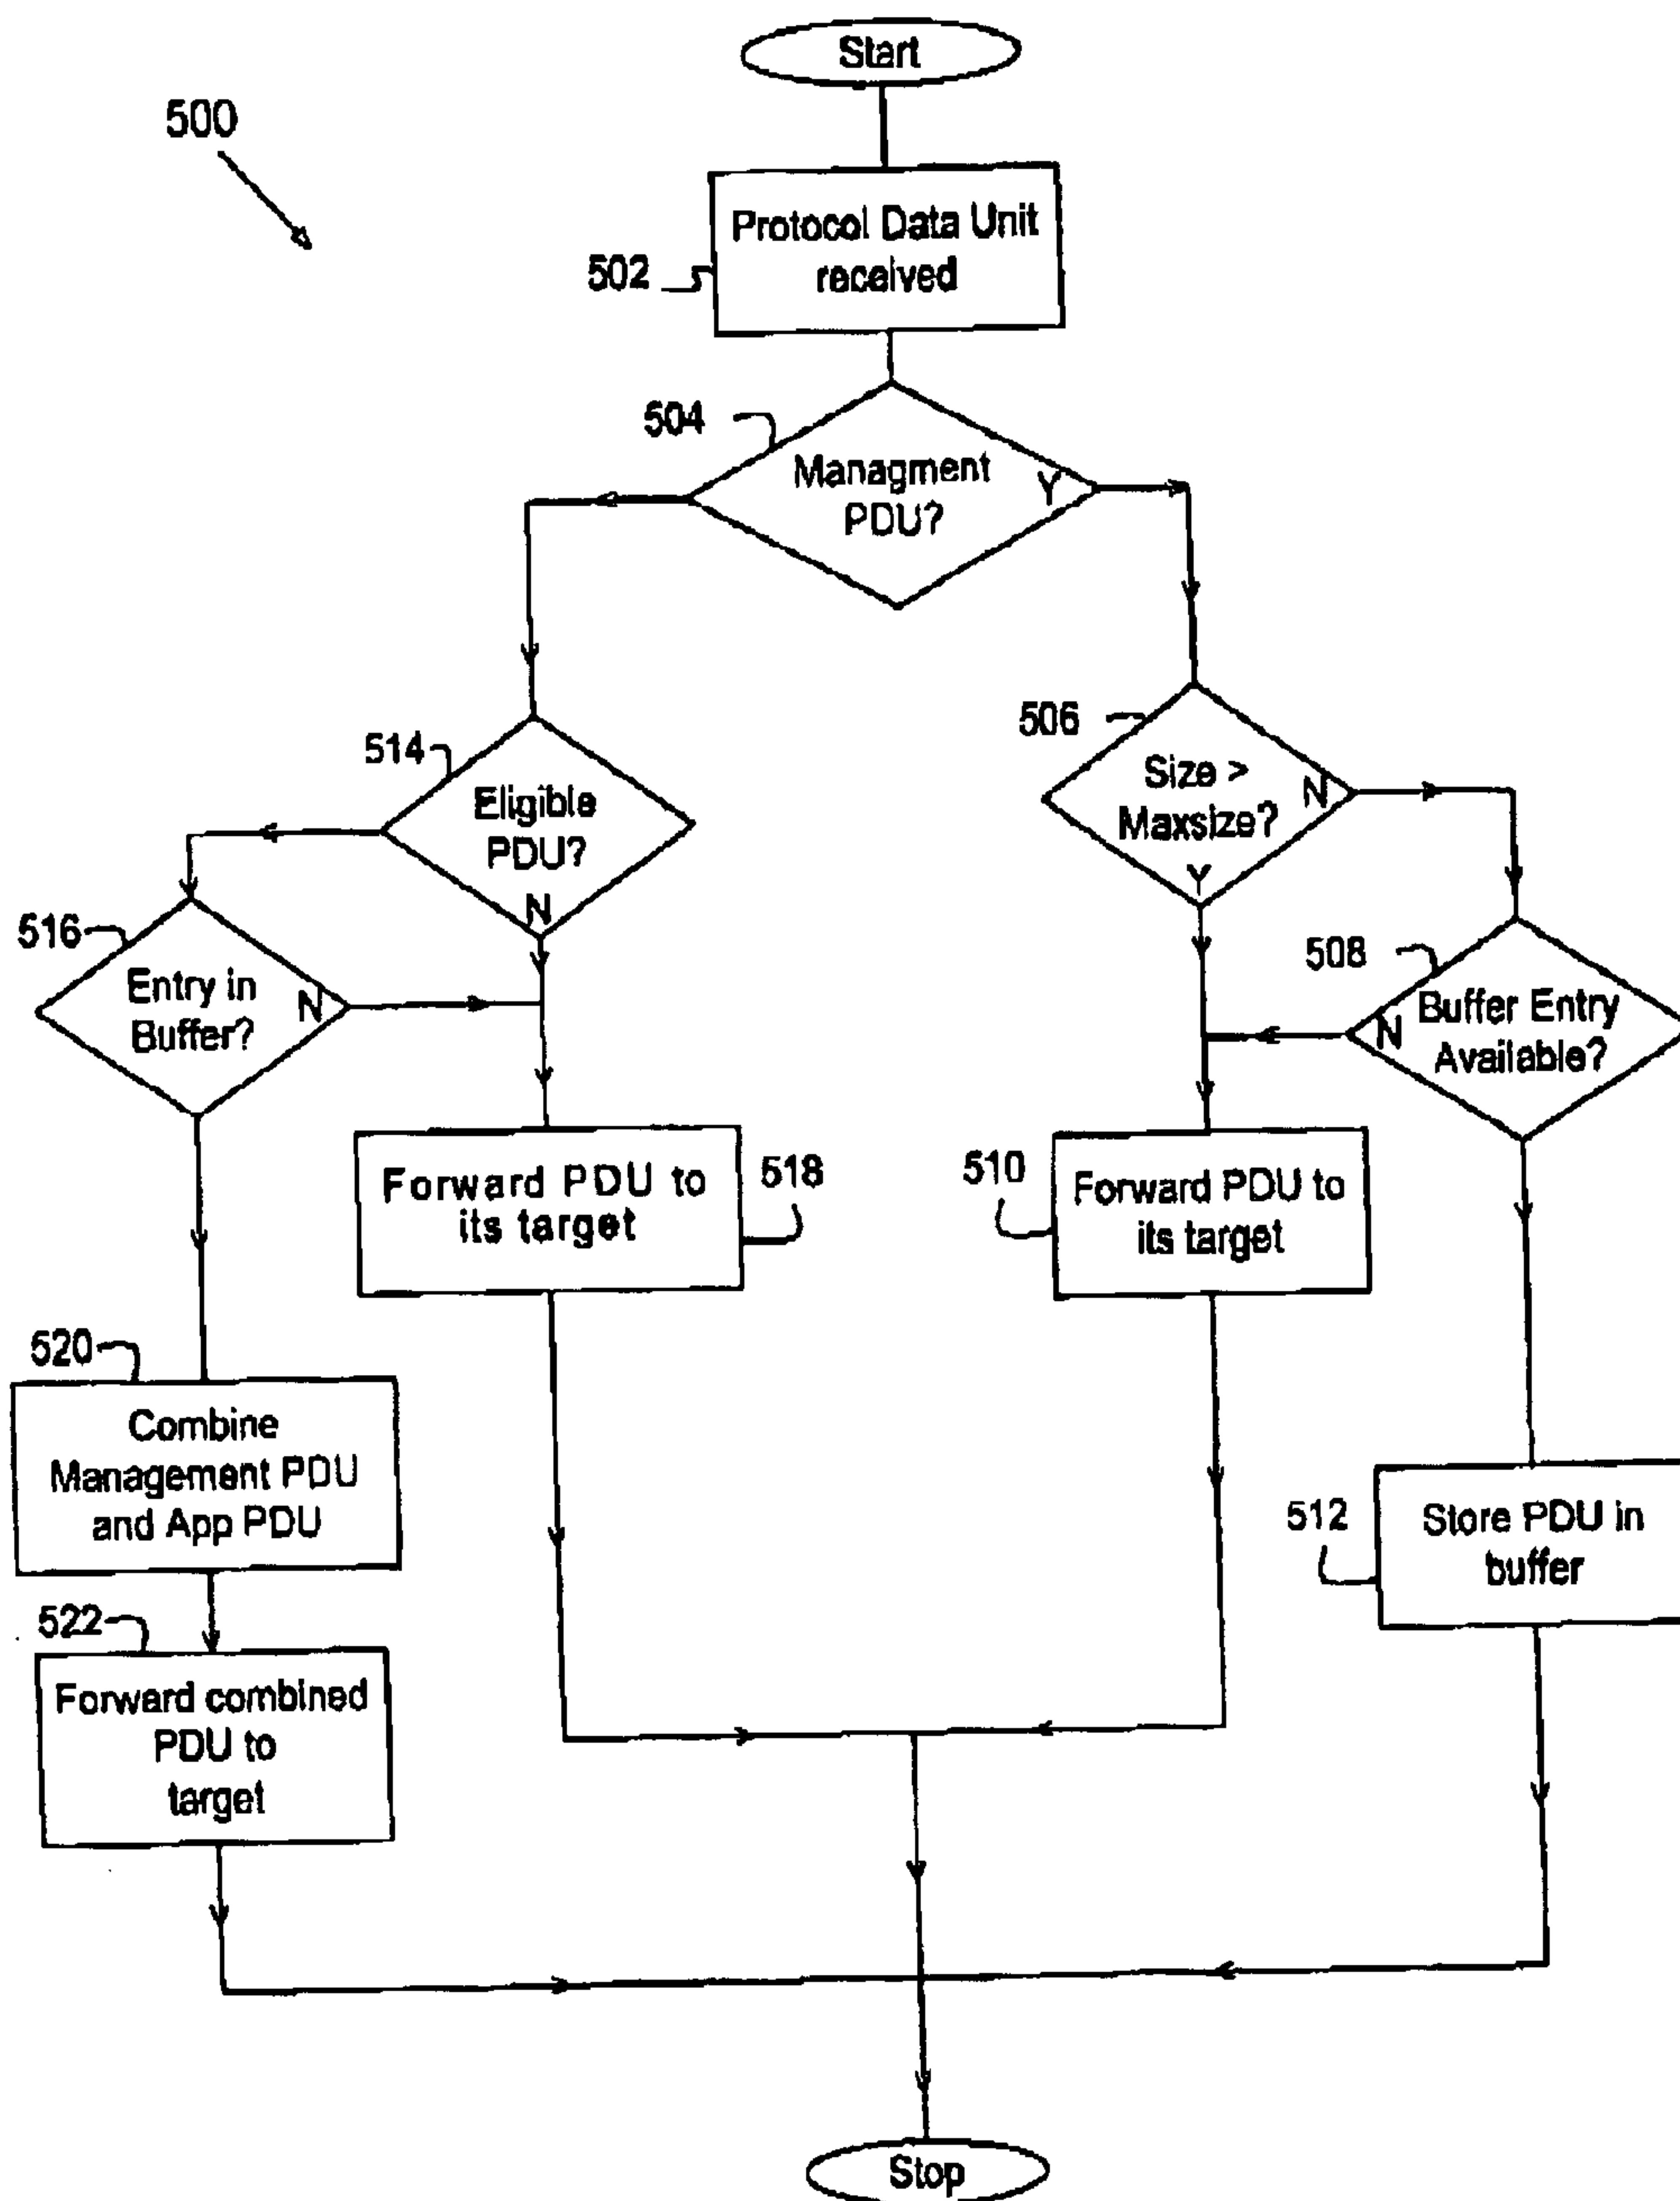 Start
500
Protocol Data Unit
received
502
504
Managment
PDU?
Y
514
Eligible
PDU?
N
506
Size >
Maxsize?
N
Y
516
Entry in
Buffer?
N
508
Buffer Entry
Available?
N
Forward PDU to
its target
518
510
Forward PDU to
its target
520
Combine
Management PDU
and App PDU
512
Store PDU in
buffer
522
Forward combined
PDU to
target
Stop